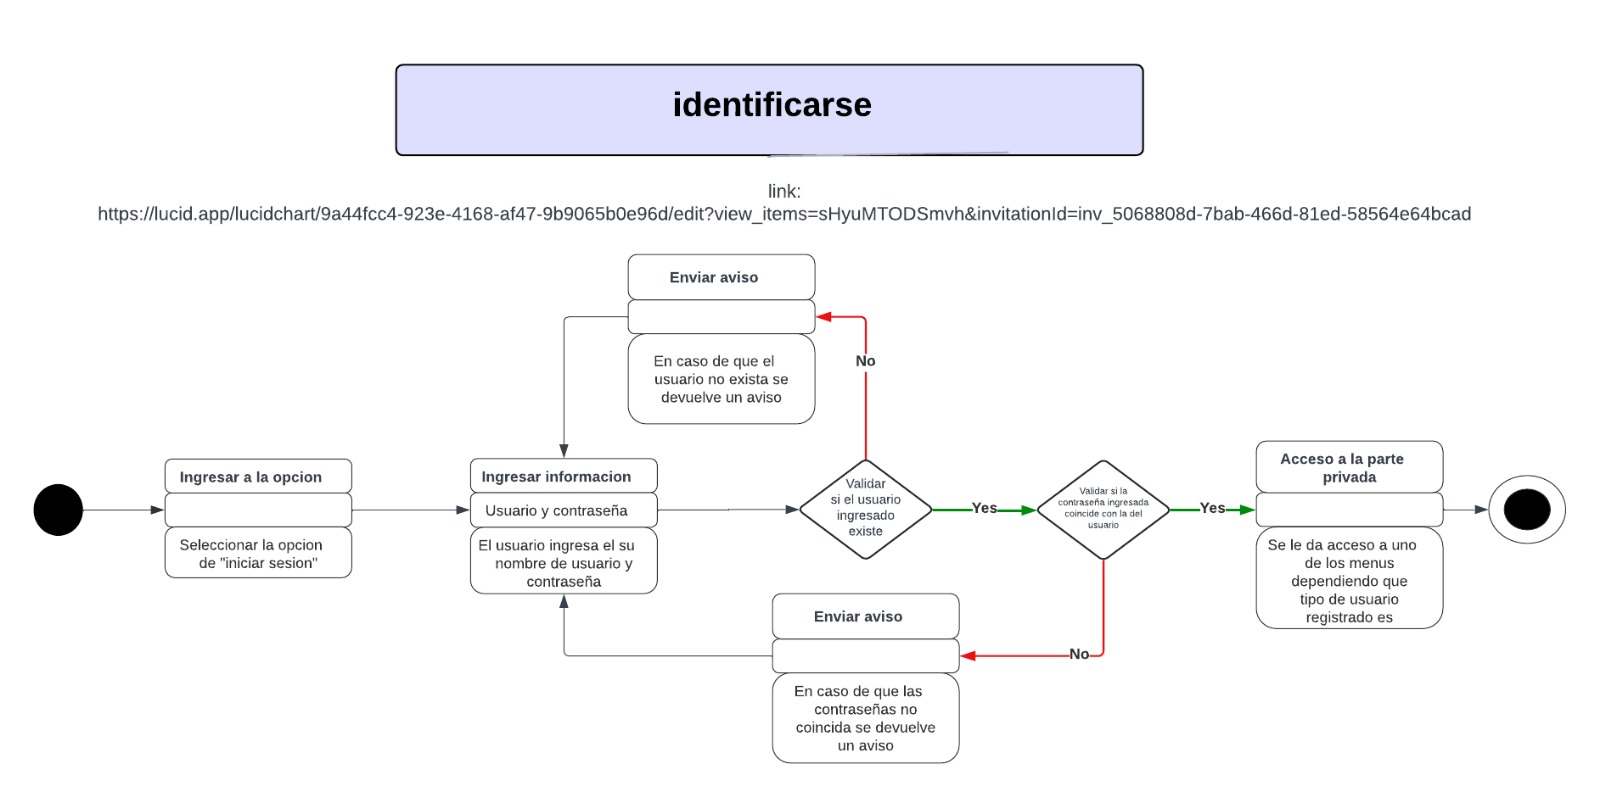 identificarse
link:
https://lucid.app/lucidchart/9a44fcc4-923e-4168-af47-9b9065b0e96d/edit?view_items=sHyuMTODSmvh&invitationId=inv_5068808d-7bab-466d-81ed-58564e64bcad
Enviar aviso
En caso de que el
usuario no exista se
devuelve un aviso
No
Ingresar a la opcion
Seleccionar la opcion
de "iniciar sesion"
Ingresar informacion
Usuario y contraseña
El usuario ingresa el su
nombre de usuario y
contraseña
Validar
si el usuario
ingresado
existe
Yes
Validar si la
contraseña ingresada
coincide con la del
usuario
Yes
Acceso a la parte
privada
Se le da acceso a uno
de los menus
dependiendo que
tipo de usuario
registrado es
Enviar aviso
No
En caso de que las
contraseñas no
coincida se devuelve
un aviso